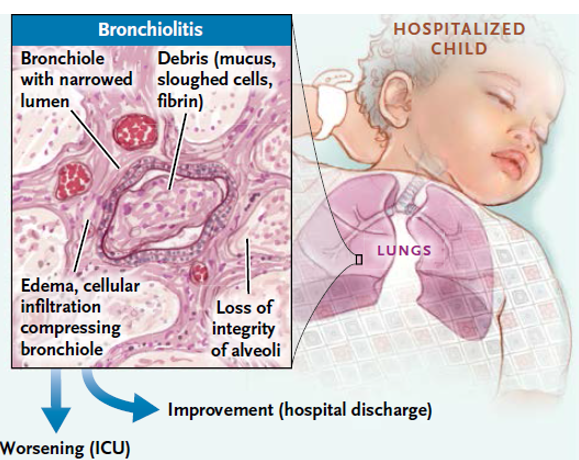 Bronchiolitis
Bronchiole
with narrowed
lumen
Debris (mucus,
sloughed cells,
fibrin)
Edema, cellular
infiltration
compressing
bronchiole
Loss of
integrity
of alveoli
HOSPITALIZED
CHILD
LUNGS
Improvement (hospital discharge)
Worsening (ICU)